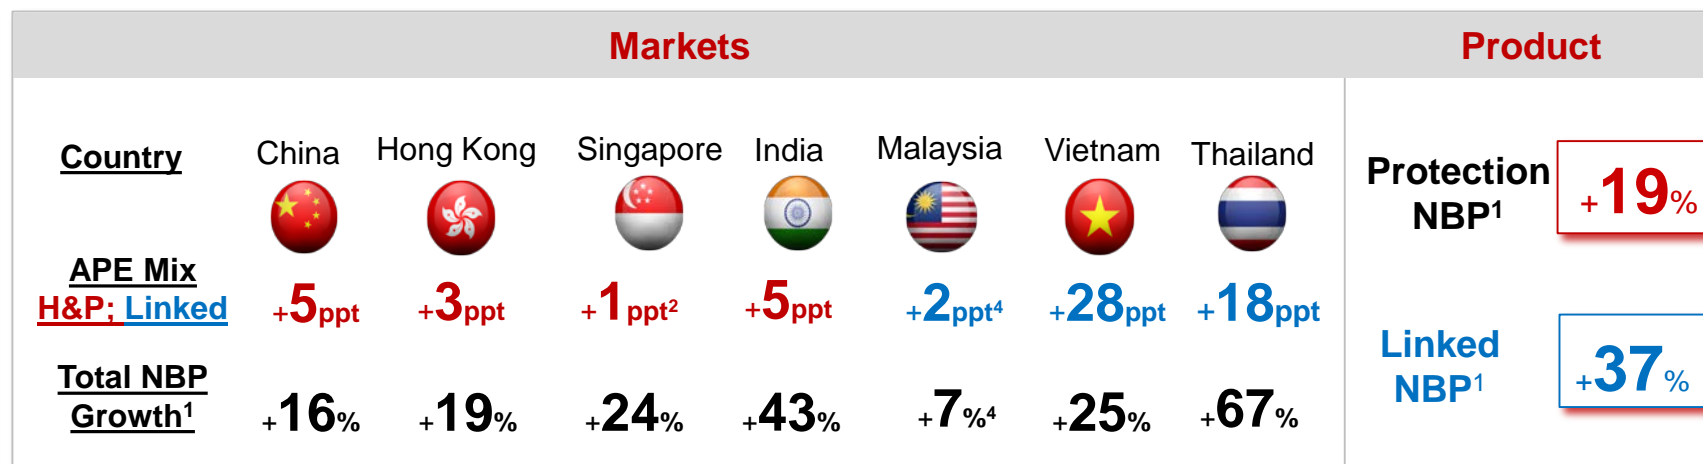 Markets Product
Country China Hong Kong Singapore India Malaysia Vietnam Thailand
Protection NBP¹ +19%
APE Mix
H&P; Linked +5ppt +3ppt +1ppt² +5ppt +2ppt⁴ +28ppt +18ppt
Linked NBP¹ +37%
Total NBP
Growth¹ +16% +19% +24% +43% +7%⁴ +25% +67%